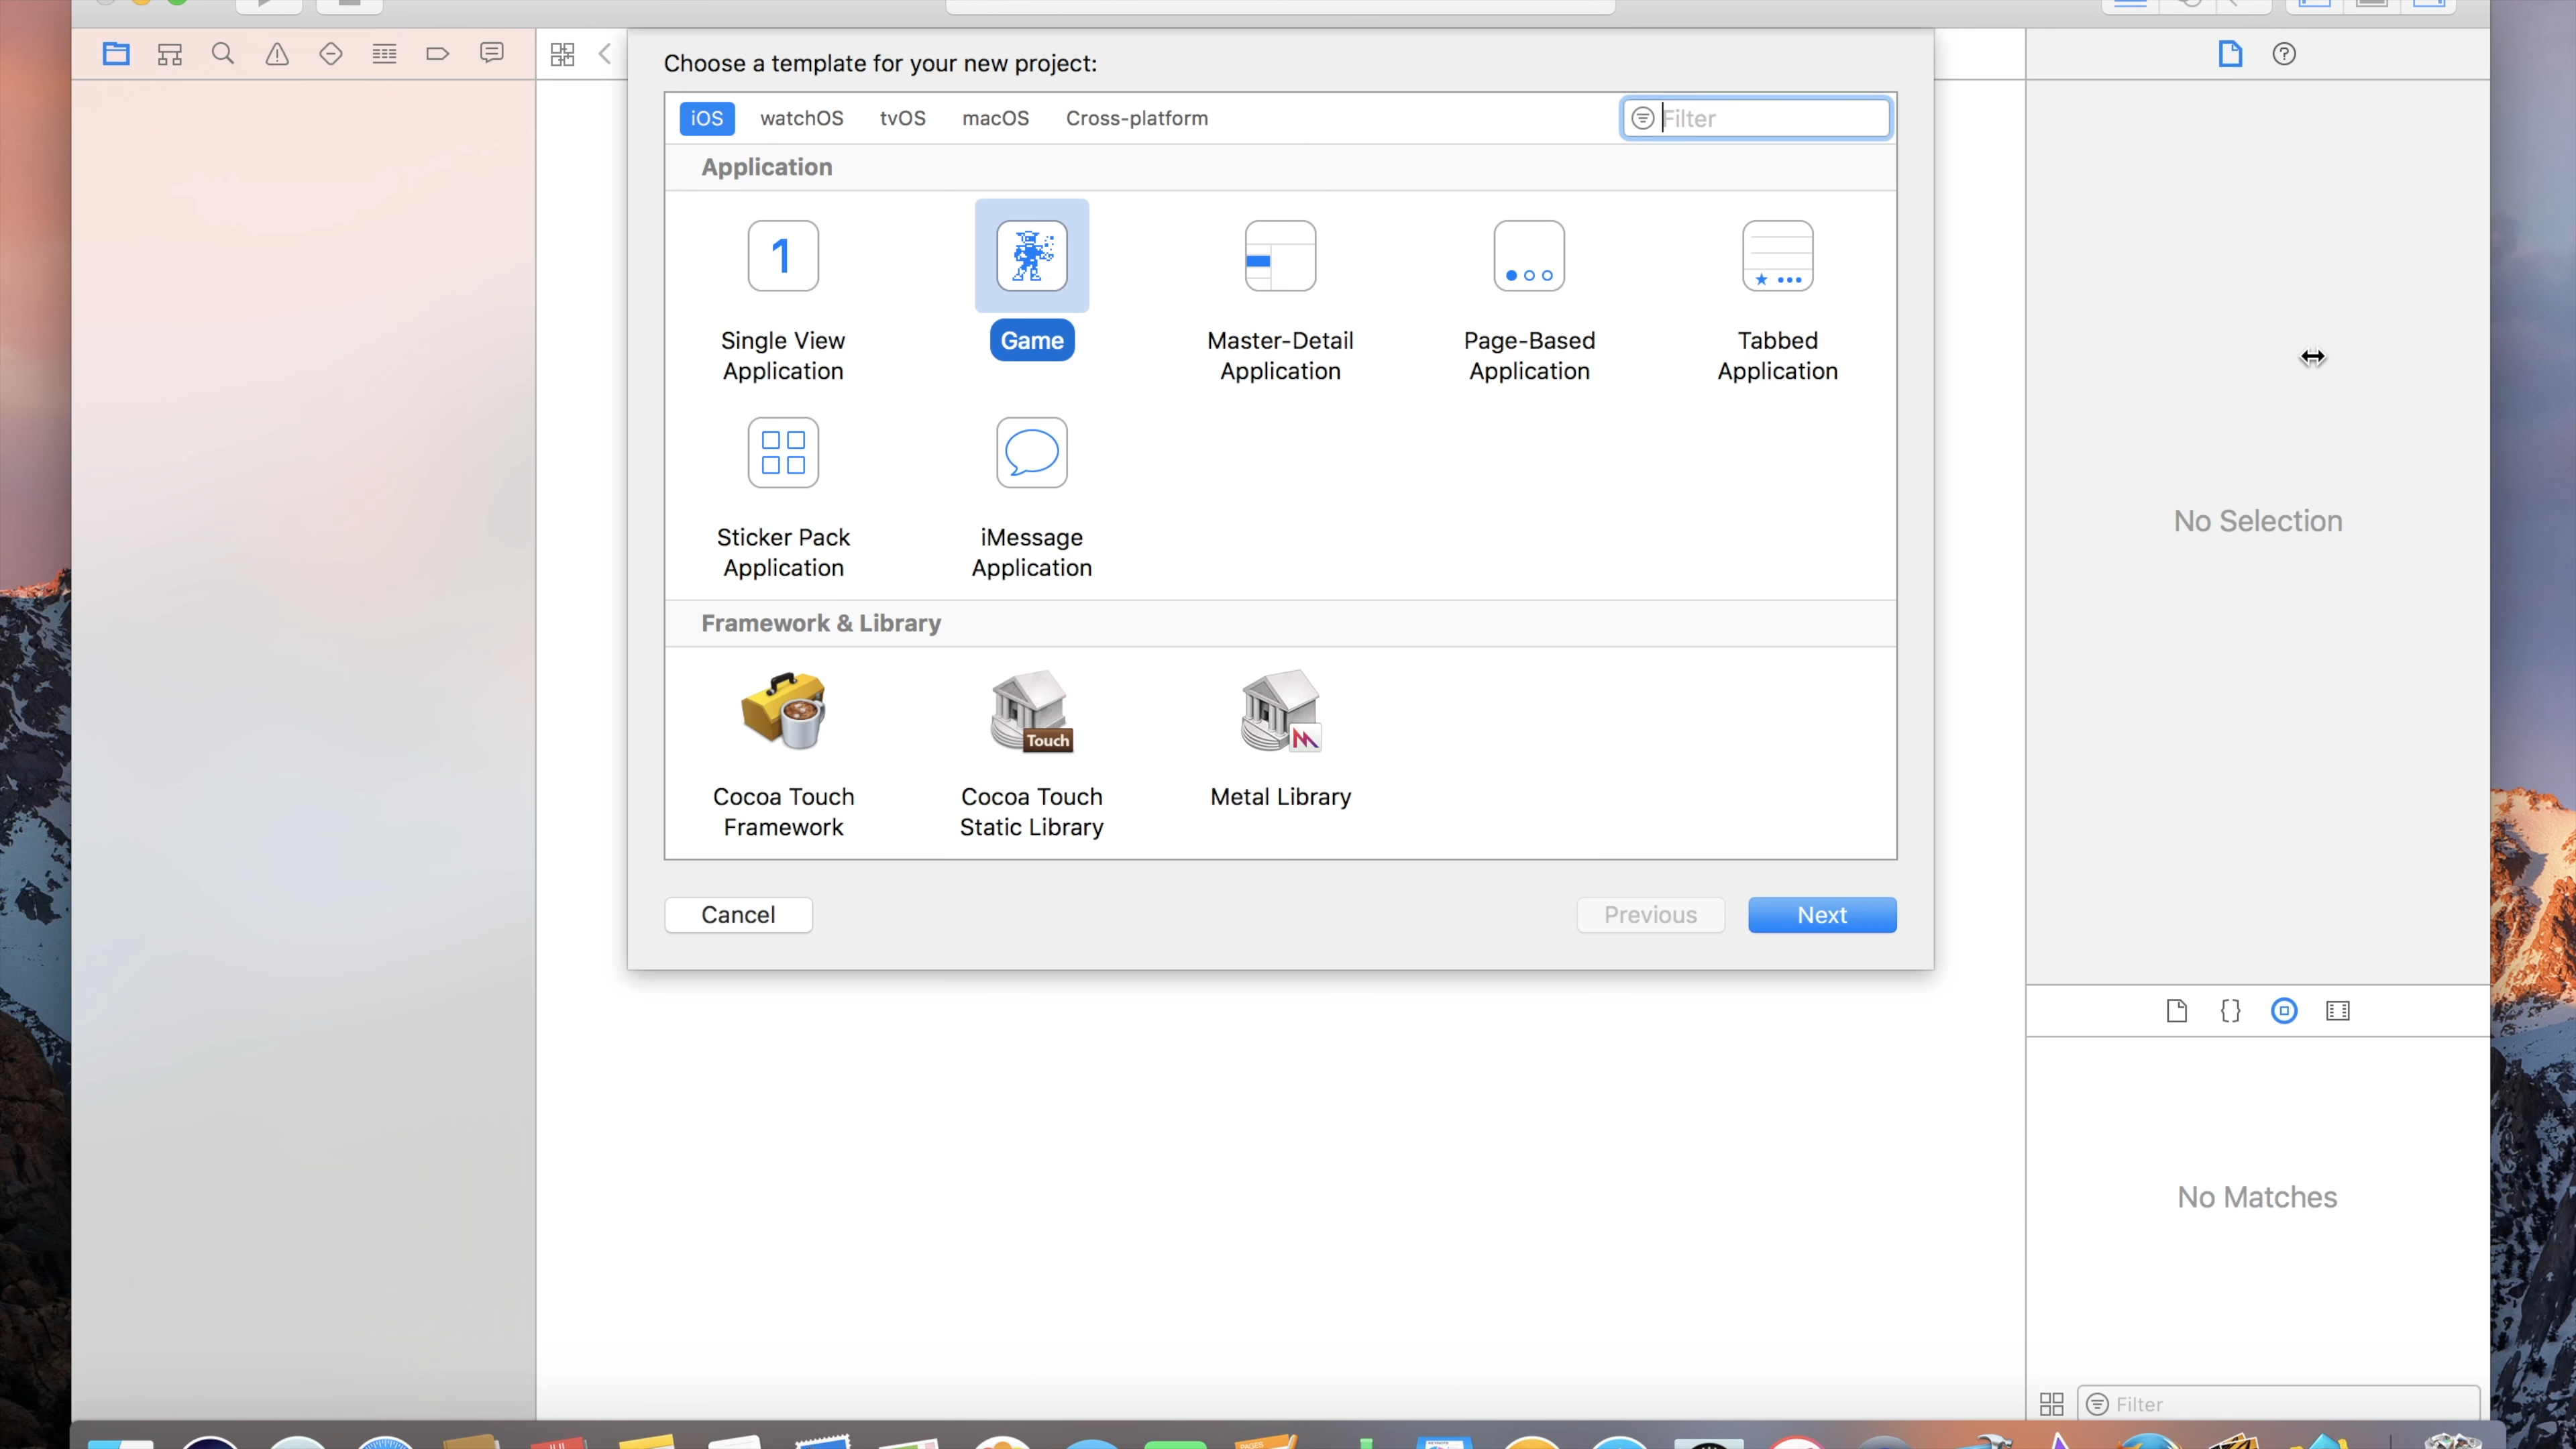 Choose a template for your new project:
iOS watchOS tvOS macOS Cross-platform Filter
Application
1
Single View
Application
Game
Master-Detail
Application
Page-Based
Application
Tabbed
Application
Sticker Pack
Application
iMessage
Application
Framework & Library
Touch
Cocoa Touch
Framework
Cocoa Touch
Static Library
Metal Library
Cancel
Previous
Next
No Selection
{}
No Matches
Filter
PAGES